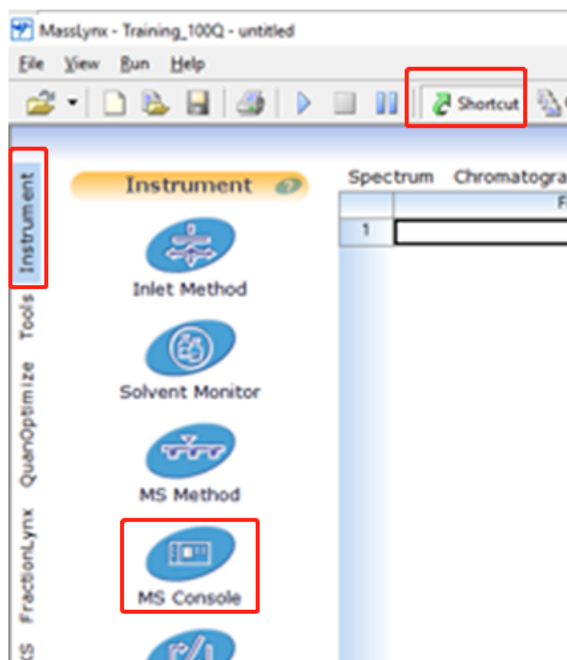 MassLynx - Training_100Q - untitled
File View Run Help
Shortcut
Instrument
Spectrum Chromatogra
F
1
Inlet Method
Solvent Monitor
MS Method
MS Console
Instrument
Tools
QuanOptimize
FractionLynx